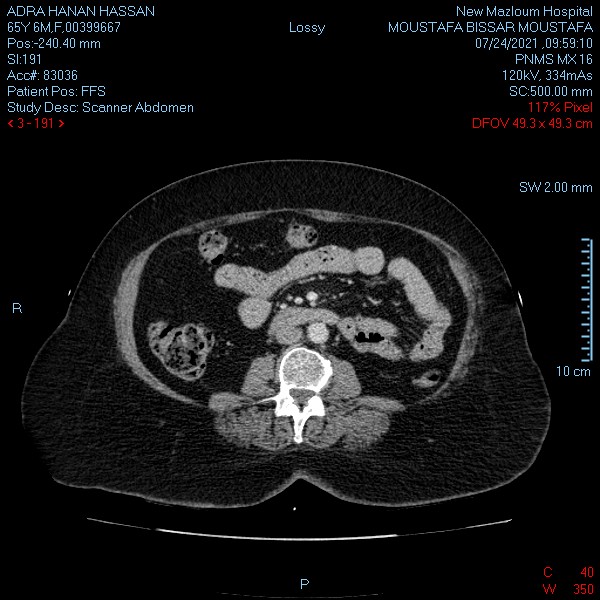 ADRA HANAN HASSAN
65Y 6M,F,00399667
Pos:-240.40 mm
SI:191
Acc#: 83036
Patient Pos: FFS
Study Desc: Scanner Abdomen
< 3 - 191 >
Lossy
New Mazloum Hospital
MOUSTAFA BISSAR MOUSTAFA
07/24/2021 ,09:59:10
PNMS MX 16
120kV, 334mAs
SC:500.00 mm
117% Pixel
DFOV 49.3 x 49.3 cm
SW 2.00 mm
R
10 cm
P
C 40
W 350